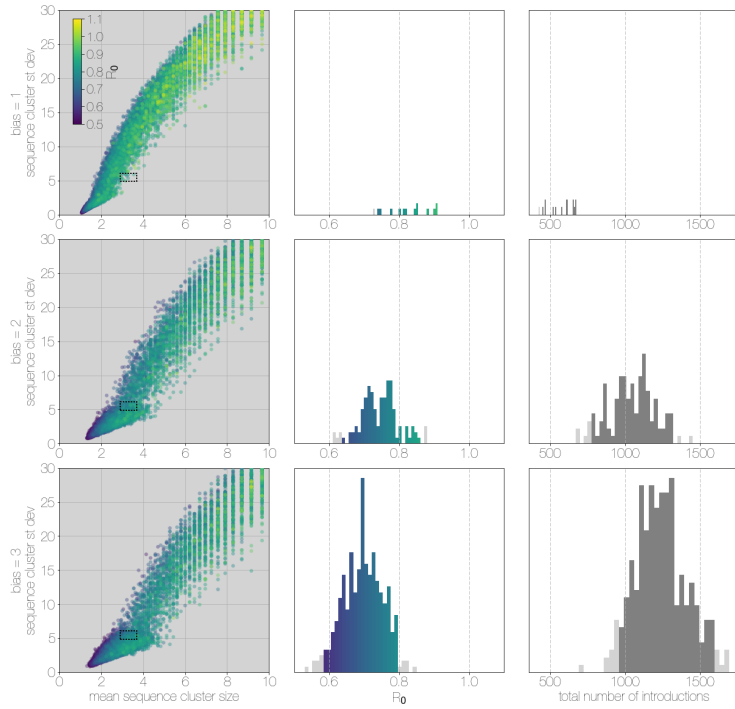 30
25
20
15
10
5
0
bias = 1
sequence cluster st dev
1.1
1.0
0.9
0.8
0.7
0.6
0.5
R0
0 2 4 6 8 10
0.6 0.8 1.0
500 1000 1500
30
25
20
15
10
5
0
bias = 2
sequence cluster st dev
0 2 4 6 8 10
0.6 0.8 1.0
500 1000 1500
30
25
20
15
10
5
0
bias = 3
sequence cluster st dev
0 2 4 6 8 10
0.6 0.8 1.0
500 1000 1500
mean sequence cluster size
R0
total number of introductions